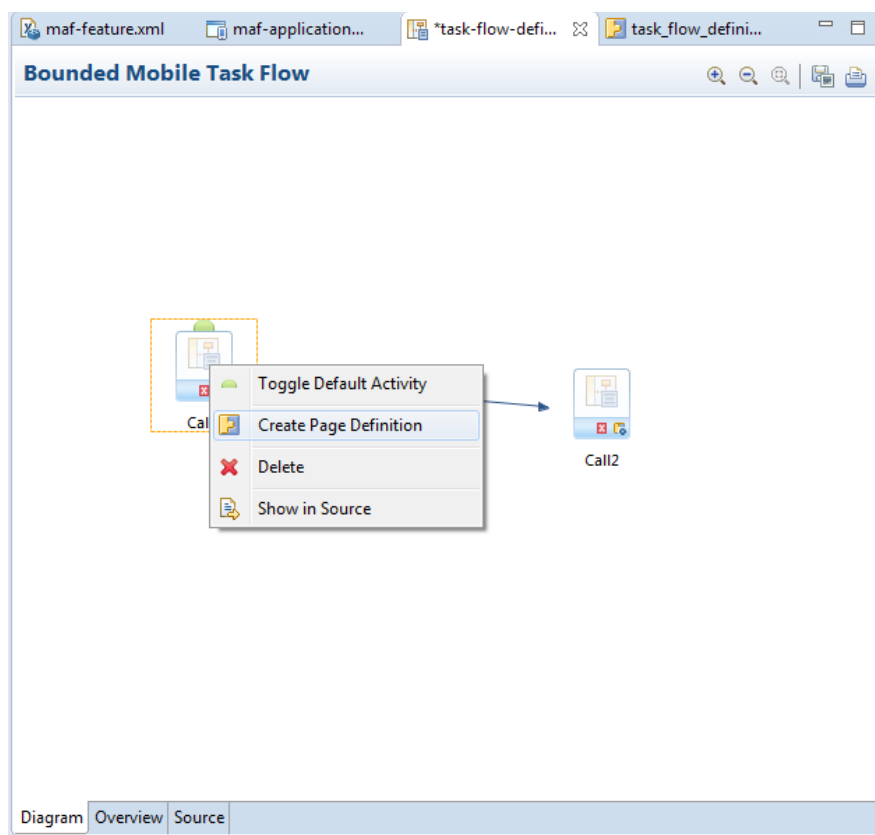 maf-feature.xml
maf-application...
*task-flow-defi...
task_flow_defini...
Bounded Mobile Task Flow
Toggle Default Activity
Cal
Create Page Definition
Delete
Call2
Show in Source
Diagram
Overview
Source